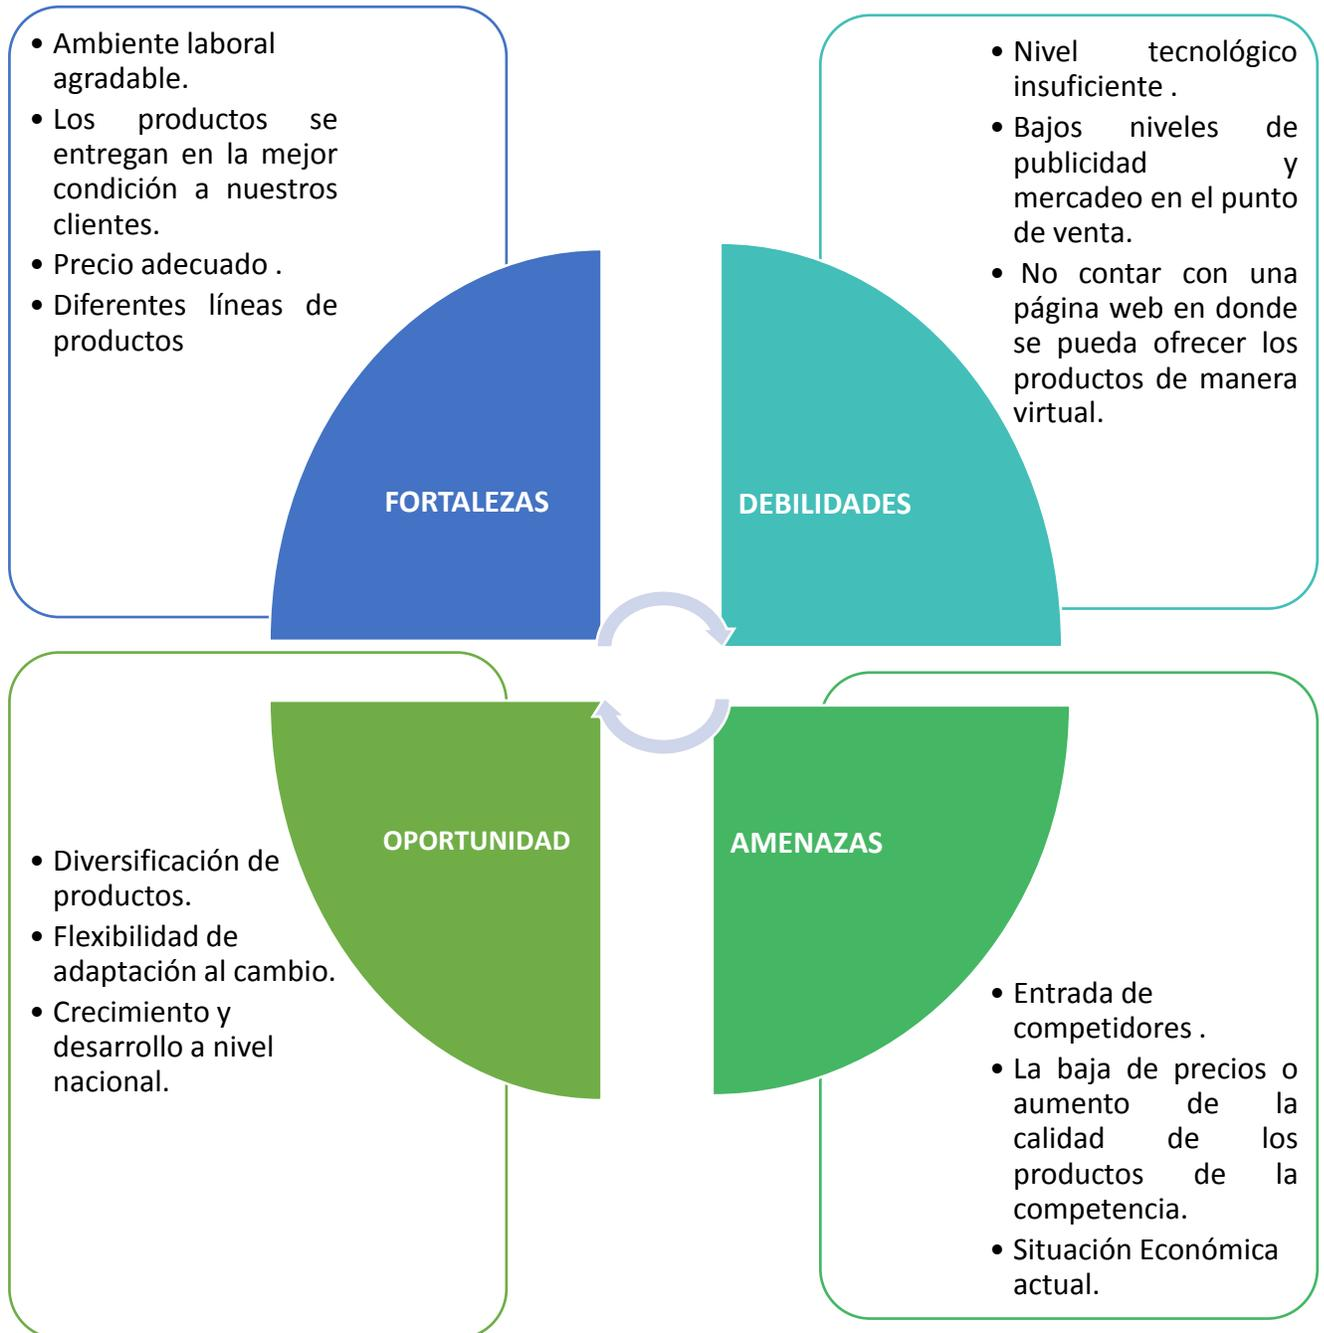 • Ambiente laboral
agradable.
• Los productos se
entregan en la mejor
condición a nuestros
clientes.
• Precio adecuado .
• Diferentes líneas de
productos
FORTALEZAS
• Nivel tecnológico
insuficiente .
• Bajos niveles de
publicidad y
mercadeo en el punto
de venta.
• No contar con una
página web en donde
se pueda ofrecer los
productos de manera
virtual.
DEBILIDADES
OPORTUNIDAD
• Diversificación de
productos.
• Flexibilidad de
adaptación al cambio.
• Crecimiento y
desarrollo a nivel
nacional.
AMENAZAS
• Entrada de
competidores .
• La baja de precios o
aumento de la
calidad de los
productos de la
competencia.
• Situación Económica
actual.